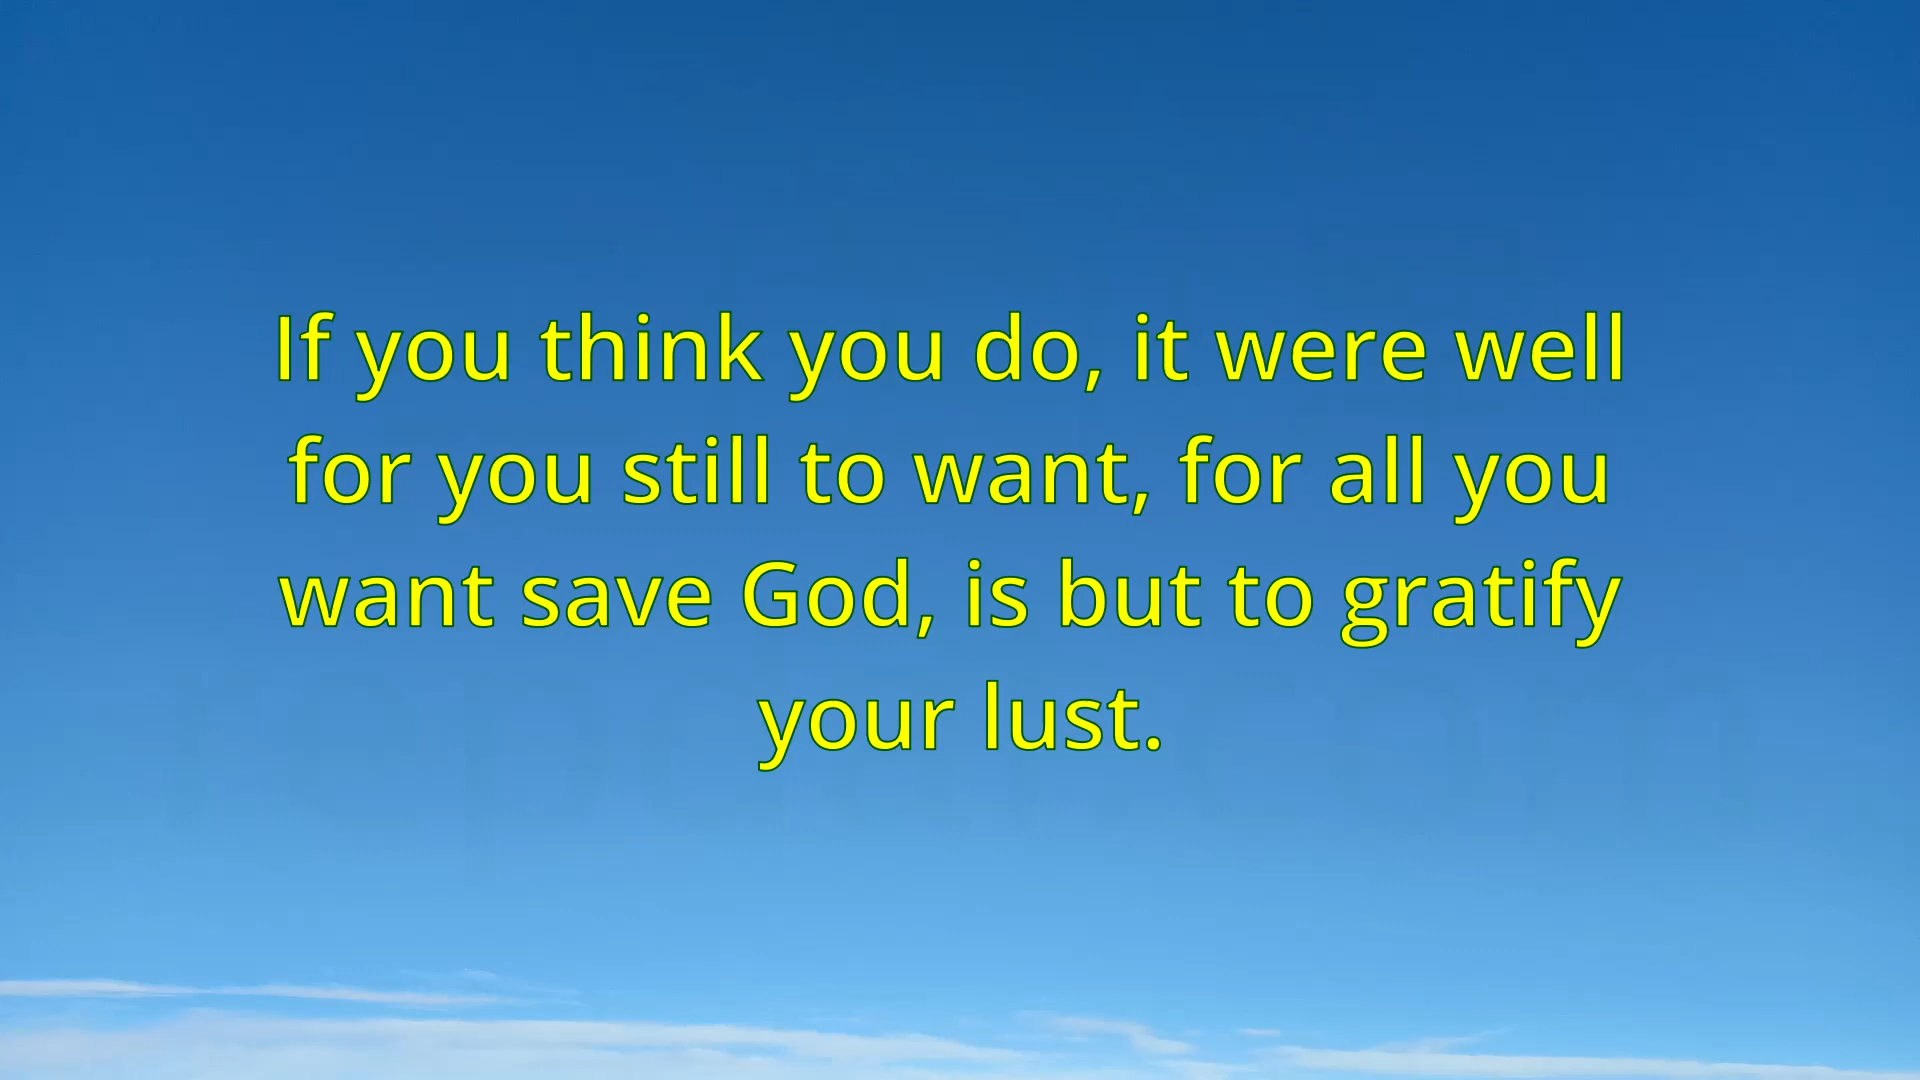 If you think you do, it were well
for you still to want, for all you
want save God, is but to gratify
your lust.